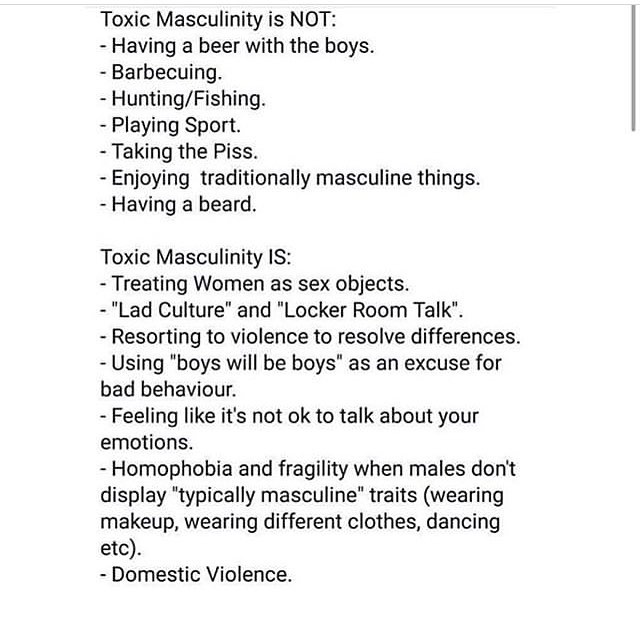 Toxic Masculinity is NOT:
- Having a beer with the boys.
- Barbecuing.
- Hunting/Fishing.
- Playing Sport.
- Taking the Piss.
- Enjoying  traditionally masculine things.
- Having a beard.

Toxic Masculinity IS:
- Treating Women as sex objects.
- "Lad Culture" and "Locker Room Talk".
- Resorting to violence to resolve differences.
- Using "boys will be boys" as an excuse for
bad behaviour.
- Feeling like it's not ok to talk about your
emotions.
- Homophobia and fragility when males don't
display "typically masculine" traits (wearing
makeup, wearing different clothes, dancing
etc).
- Domestic Violence.